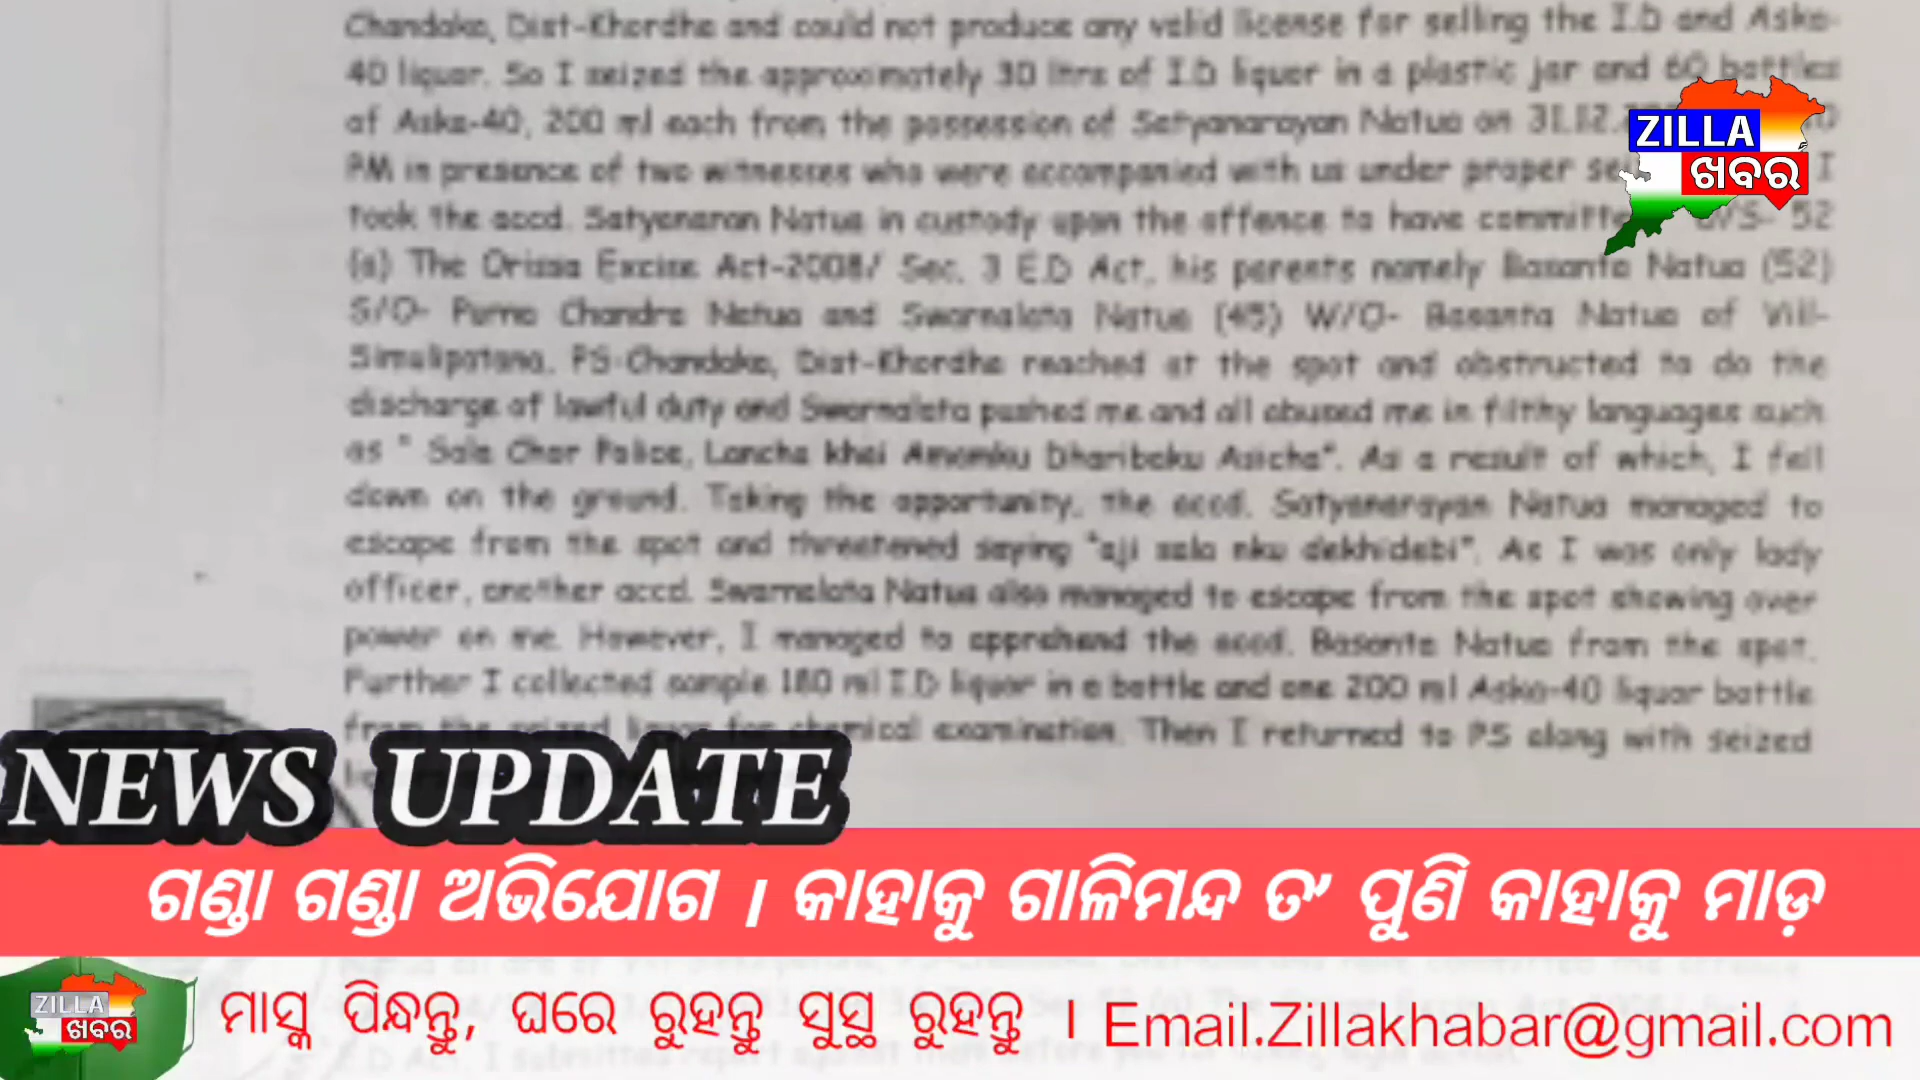 Chandaka, Dist-Khordha and could not produce any valid license for selling the I.D and Aska-
40 liquor. So I seized the approximately 30 ltrs of I.D liquor in a plastic jar and 60 bottles
of Aska-40, 200 ml each from the possession of Satyanarayan Natua on 31.12.
PM in presence of two witnesses who were accompanied with us under proper I
took the accd. Satyanaran Natua in custody upon the offence to have U/S- 52
(a) The Orissa Excise Act-2008/ Sec. 3 E.D Act, his parents namely Basanta Natua (52)
S/O- Purna Chandra Natua and Swarnalata Natua (45) W/O- Basanta Natua of Vill-
Simulipatana, PS-Chandaka, Dist-Khordha reached at the spot and obstructed to do the
discharge of lawful duty and Swarnalata pushed me and all abused me in filthy languages such
as " Sala Chor Police, Lancha khai Amomku Dharibaku Asicha". As a result of which, I fell
down on the ground. Taking the opportunity, the accd. Satyanarayan Natua managed to
escape from the spot and threatened saying "aji sala nku dekhidebi". As I was only lady
officer, another accd. Swarnalata Natua also managed to escape from the spot showing over
power on me. However, I managed to apprehend the accd. Basanta Natua from the spot.
Further I collected sample 180 ml I.D liquor in a bottle and one 200 ml Aska-40 liquor bottle
from the seized liquor for chemical examination. Then I returned to PS along with seized
ZILLA
ଖବର
NEWS UPDATE
ଗଣ୍ଡା ଗଣ୍ଡା ଅଭିଯୋଗ । କାହାକୁ ଗାଳିମନ୍ଦ ତ' ପୁଣି କାହାକୁ ମାଡ଼
ZILLA
ଖବର
ମାସ୍କ ପିନ୍ଧନ୍ତୁ, ଘରେ ରୁହନ୍ତୁ ସୁସ୍ଥ ରୁହନ୍ତୁ । Email.Zillakhabar@gmail.com